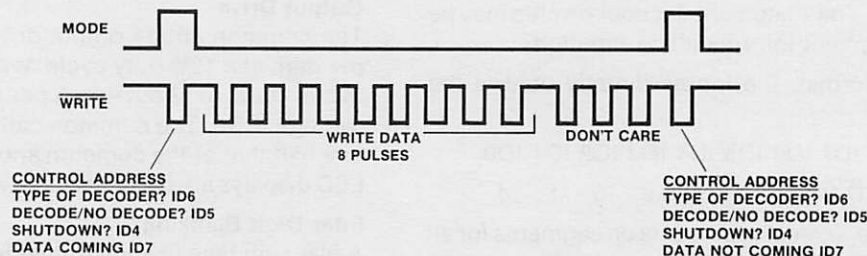 MODE
WRITE
WRITE DATA
8 PULSES
DON'T CARE
CONTROL ADDRESS
TYPE OF DECODER? ID6
DECODE/NO DECODE? ID5
SHUTDOWN? ID4
DATA COMING ID7
CONTROL ADDRESS
TYPE OF DECODER? ID6
DECODE/NO DECODE? ID5
SHUTDOWN? ID4
DATA NOT COMING ID7